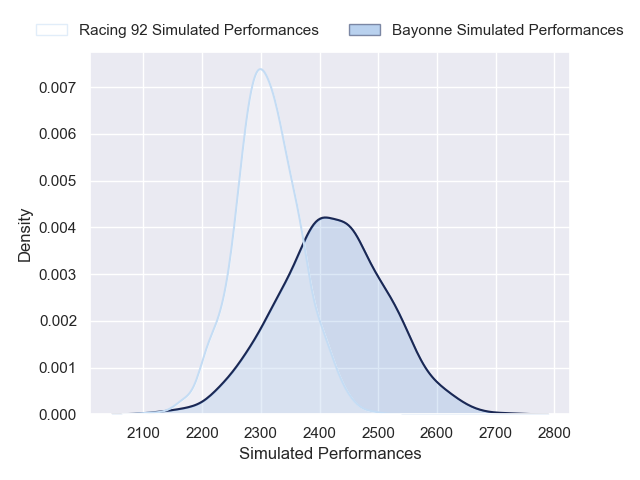 Racing 92 Simulated Performances Bayonne Simulated Performances
0.007
0.006
0.005
0.004
0.003
0.002
0.001
0.000
Density
2100 2200 2300 2400 2500 2600 2700 2800
Simulated Performances